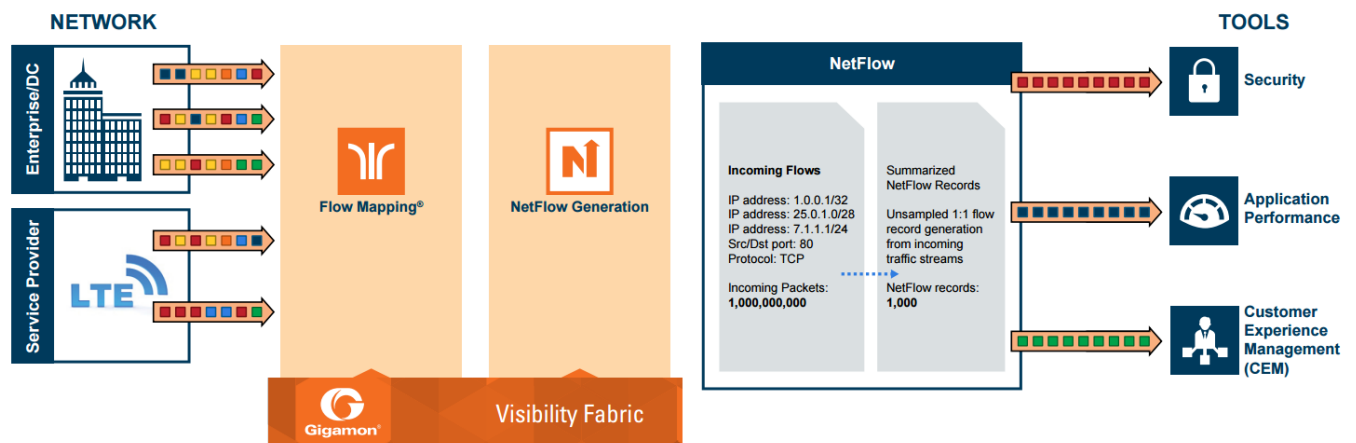 NETWORK
Enterprise/DC
Service Provider
LTE
Flow Mapping®
NetFlow Generation
Gigamon®
Visibility Fabric
NetFlow
Incoming Flows
IP address: 1.0.0.1/32
IP address: 25.0.1.0/28
IP address: 7.1.1.1/24
Src/Dst port: 80
Protocol: TCP
Incoming Packets:
1,000,000,000
Summarized
NetFlow Records
Unsampled 1:1 flow
record generation
from incoming
traffic streams
NetFlow records:
1,000
TOOLS
Security
Application
Performance
Customer
Experience
Management
(CEM)